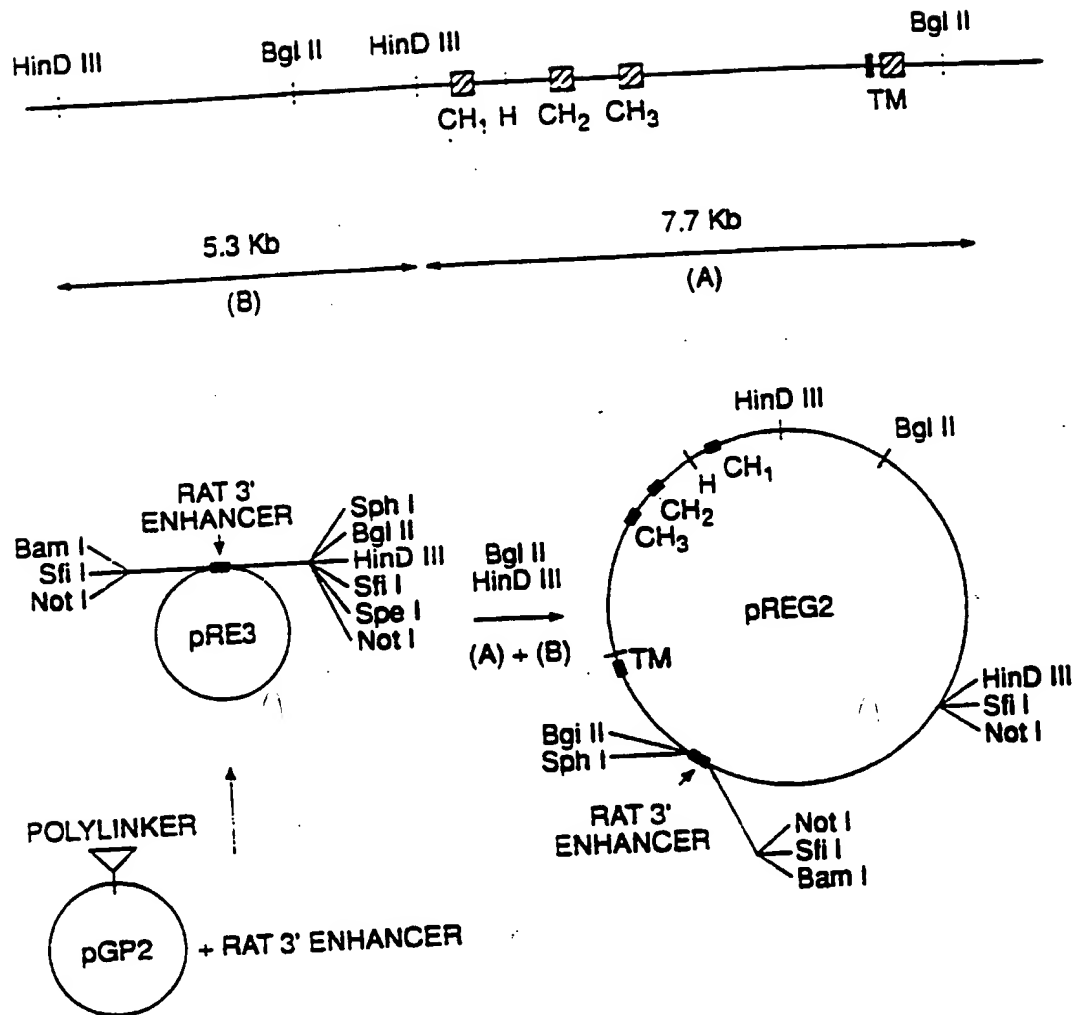 HinD III
Bgl II
HinD III
Bgl II
CH1 H CH2 CH3
TM
5.3 Kb
(B)
7.7 Kb
(A)
RAT 3'
ENHANCER
Bam I
Sfi I
Not I
Sph I
Bgl II
HinD III
Sfi I
Spe I
Not I
pRE3
Bgl II
HinD III
(A) + (B)
HinD III
Bgl II
CH1
H
CH2
CH3
pREG2
TM
HinD III
Sfi I
Not I
Bgi II
Sph I
RAT 3'
ENHANCER
Not I
Sfi I
Bam I
POLYLINKER
pGP2
+ RAT 3' ENHANCER